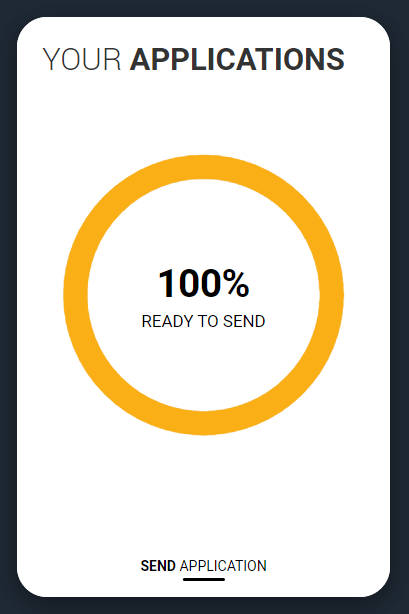 YOUR APPLICATIONS
100%
READY TO SEND
SEND APPLICATION